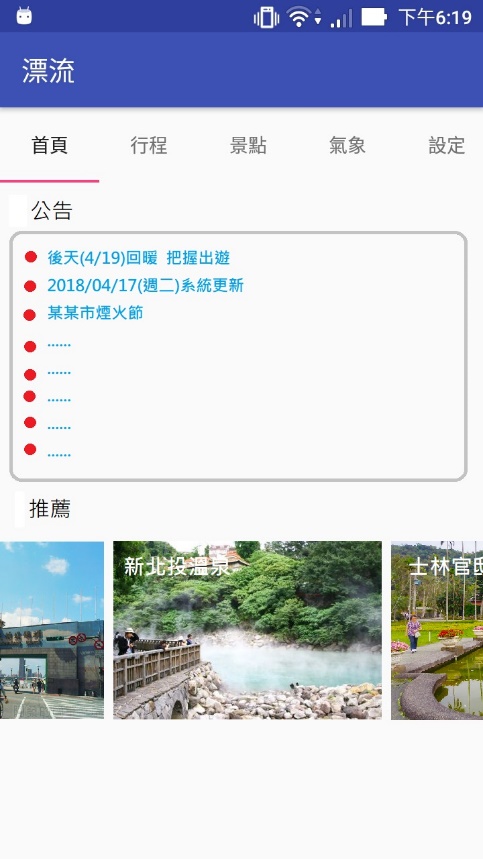 下午6:19
漂流
首頁 行程 景點 氣象 設定
公告
後天(4/19)回暖 把握出遊
2018/04/17(週二)系統更新
某某市煙火節
......
......
......
......
......
推薦
新北投溫泉
士林官邸